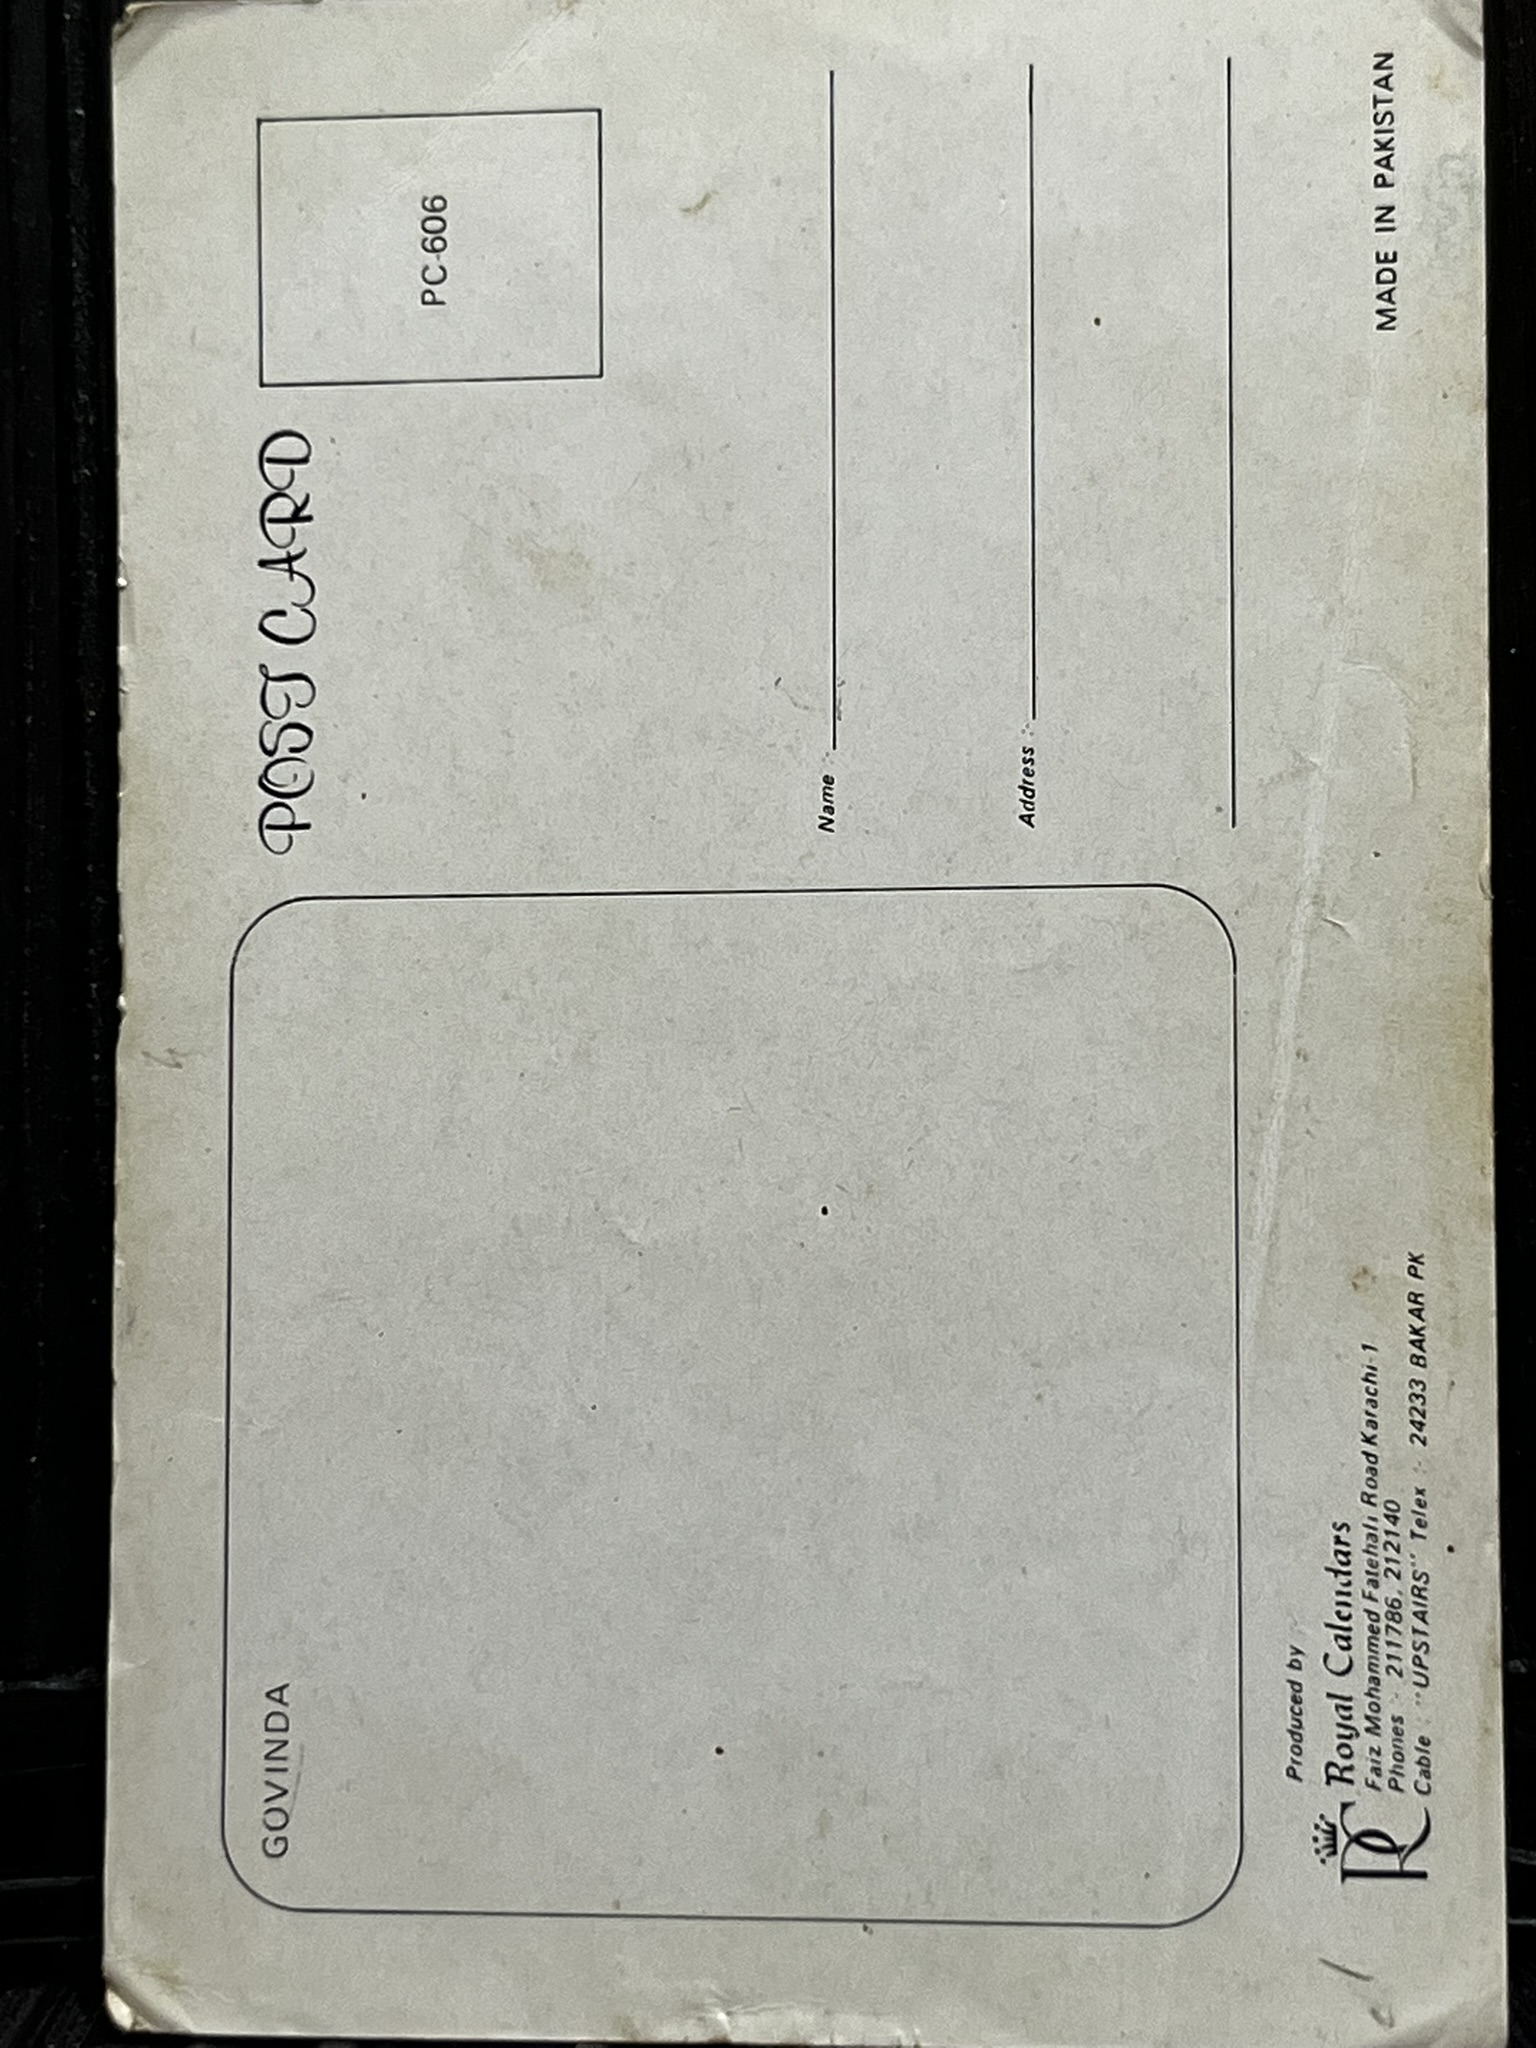 POST CARD
PC-606
GOVINDA
Name :-
Address :-
Produced by :-
RC Royal Calendars
Faiz Mohammed Fatehali Road Karachi-1
Phones :- 211786, 212140
Cable : "UPSTAIRS" Telex :- 24233 BAKAR PK
MADE IN PAKISTAN